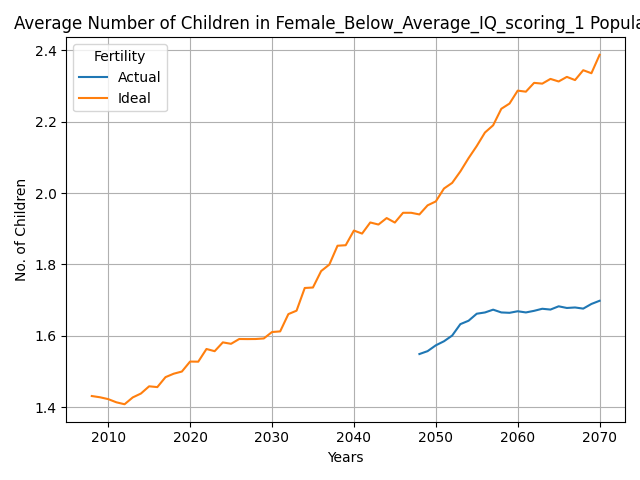 Average Number of Children in Female_Below_Average_IQ_scoring_1 Popula
Fertility
Actual
Ideal
2.4
2.2
2.0
1.8
1.6
1.4
No. of Children
2010 2020 2030 2040 2050 2060 2070
Years